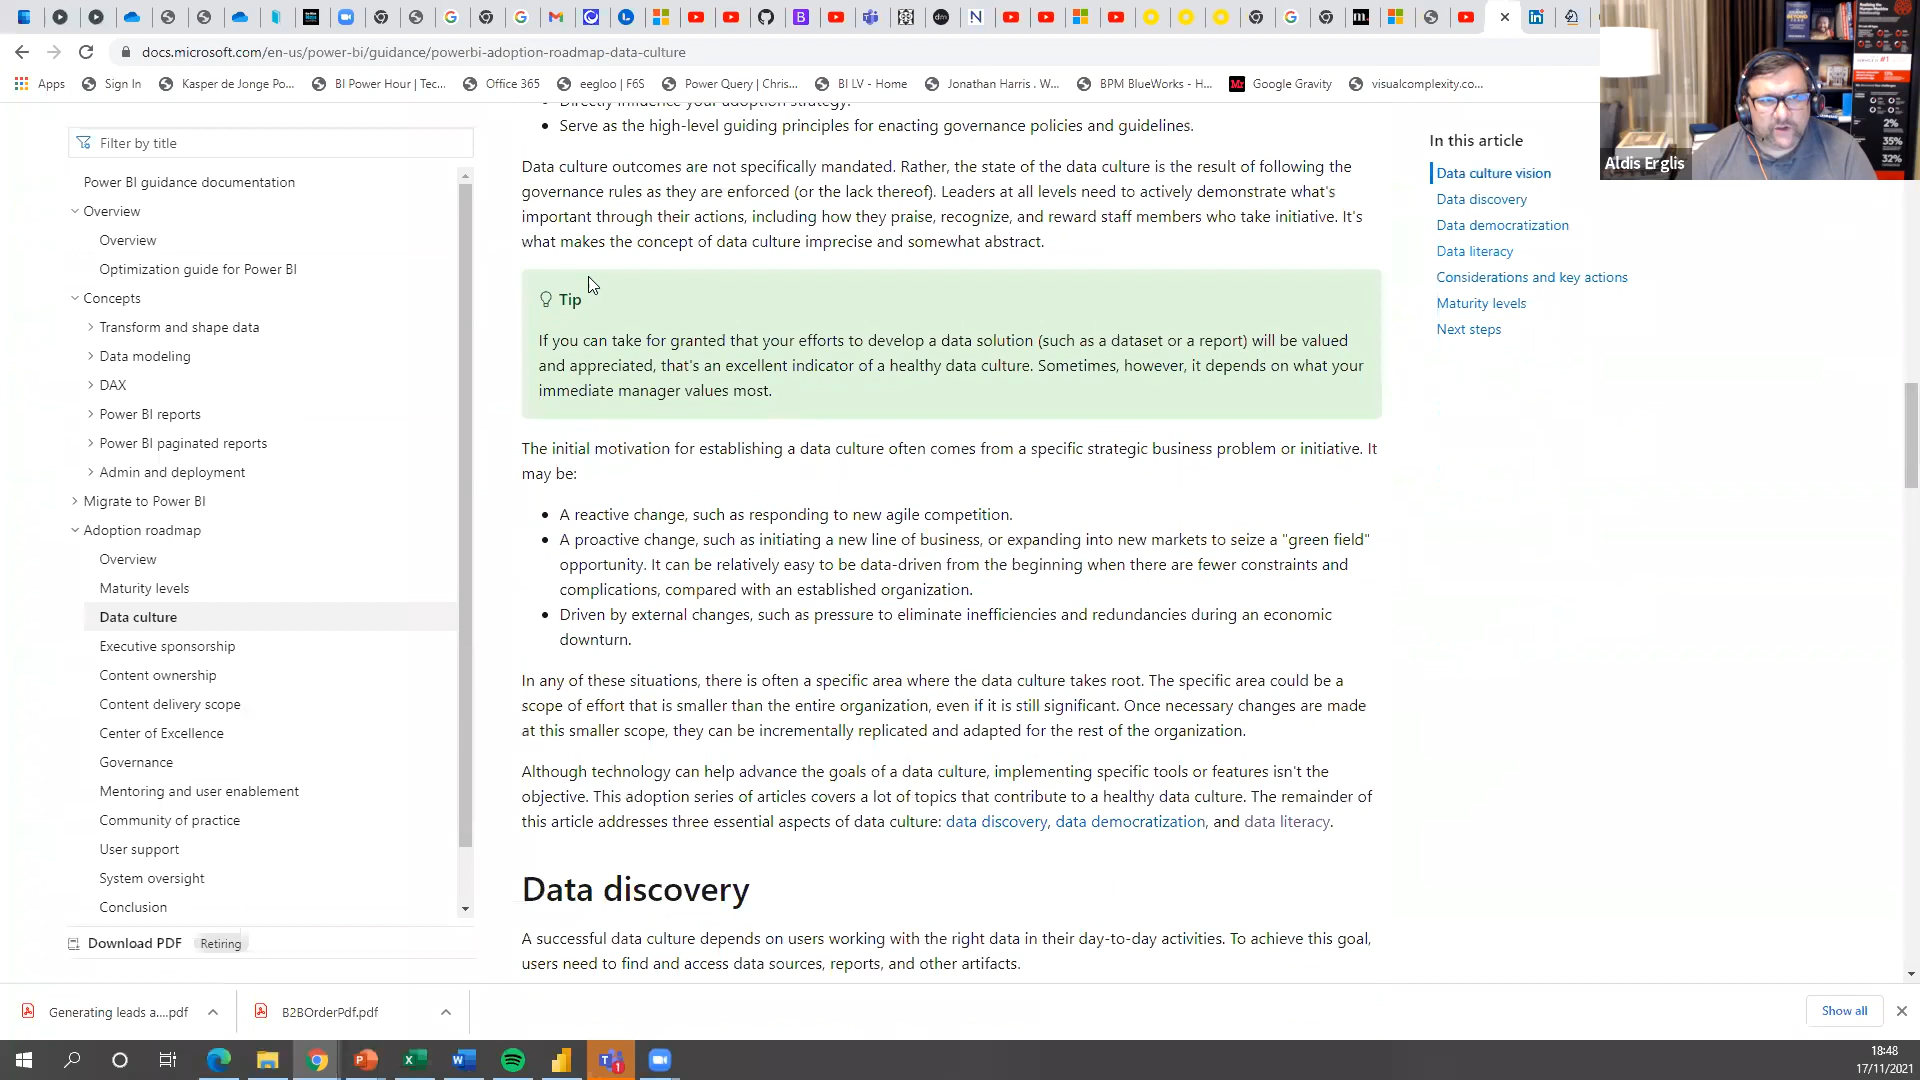 docs.microsoft.com/en-us/power-bi/guidance/powerbi-adoption-roadmap-data-culture
Apps
Sign In
Kasper de Jonge Po...
BI Power Hour | Tec...
Office 365
eegloo | F6S
Power Query | Chris...
BI LV - Home
Jonathan Harris . W...
BPM BlueWorks - H...
Google Gravity
visualcomplexity.co...
Aldis Erglis
2%
35%
32%
Filter by title
Power BI guidance documentation
Overview
Overview
Optimization guide for Power BI
Concepts
Transform and shape data
Data modeling
DAX
Power BI reports
Power BI paginated reports
Admin and deployment
Migrate to Power BI
Adoption roadmap
Overview
Maturity levels
Data culture
Executive sponsorship
Content ownership
Content delivery scope
Center of Excellence
Governance
Mentoring and user enablement
Community of practice
User support
System oversight
Conclusion
Download PDF
Retiring
Directly influence your adoption strategy.
Serve as the high-level guiding principles for enacting governance policies and guidelines.
Data culture outcomes are not specifically mandated. Rather, the state of the data culture is the result of following the
governance rules as they are enforced (or the lack thereof). Leaders at all levels need to actively demonstrate what's
important through their actions, including how they praise, recognize, and reward staff members who take initiative. It's
what makes the concept of data culture imprecise and somewhat abstract.
Tip
If you can take for granted that your efforts to develop a data solution (such as a dataset or a report) will be valued
and appreciated, that's an excellent indicator of a healthy data culture. Sometimes, however, it depends on what your
immediate manager values most.
The initial motivation for establishing a data culture often comes from a specific strategic business problem or initiative. It
may be:
A reactive change, such as responding to new agile competition.
A proactive change, such as initiating a new line of business, or expanding into new markets to seize a "green field"
opportunity. It can be relatively easy to be data-driven from the beginning when there are fewer constraints and
complications, compared with an established organization.
Driven by external changes, such as pressure to eliminate inefficiencies and redundancies during an economic
downturn.
In any of these situations, there is often a specific area where the data culture takes root. The specific area could be a
scope of effort that is smaller than the entire organization, even if it is still significant. Once necessary changes are made
at this smaller scope, they can be incrementally replicated and adapted for the rest of the organization.
Although technology can help advance the goals of a data culture, implementing specific tools or features isn't the
objective. This adoption series of articles covers a lot of topics that contribute to a healthy data culture. The remainder of
this article addresses three essential aspects of data culture: data discovery, data democratization, and data literacy.
Data discovery
A successful data culture depends on users working with the right data in their day-to-day activities. To achieve this goal,
users need to find and access data sources, reports, and other artifacts.
In this article
Data culture vision
Data discovery
Data democratization
Data literacy
Considerations and key actions
Maturity levels
Next steps
Generating leads a....pdf
B2BOrderPdf.pdf
Show all
18:48
17/11/2021